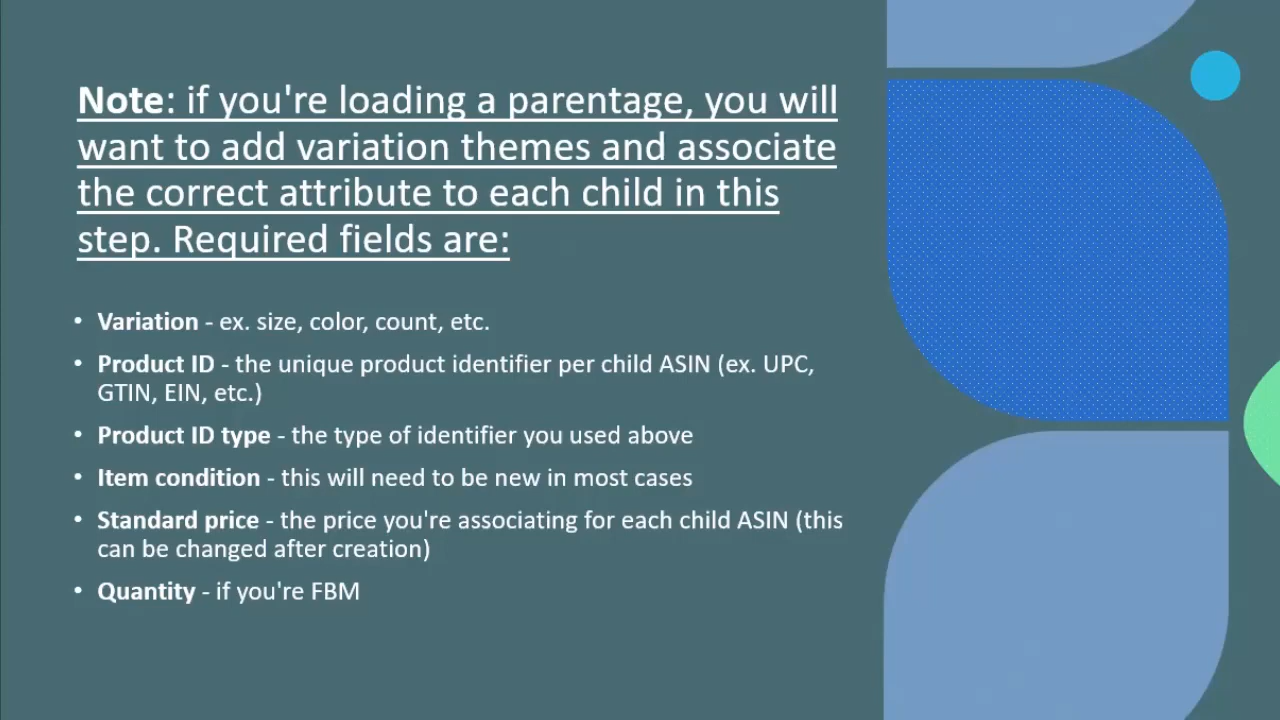 Note: if you're loading a parentage, you will
want to add variation themes and associate
the correct attribute to each child in this
step. Required fields are:
• Variation - ex. size, color, count, etc.
• Product ID - the unique product identifier per child ASIN (ex. UPC,
GTIN, EIN, etc.)
• Product ID type - the type of identifier you used above
• Item condition - this will need to be new in most cases
• Standard price - the price you're associating for each child ASIN (this
can be changed after creation)
• Quantity - if you're FBM